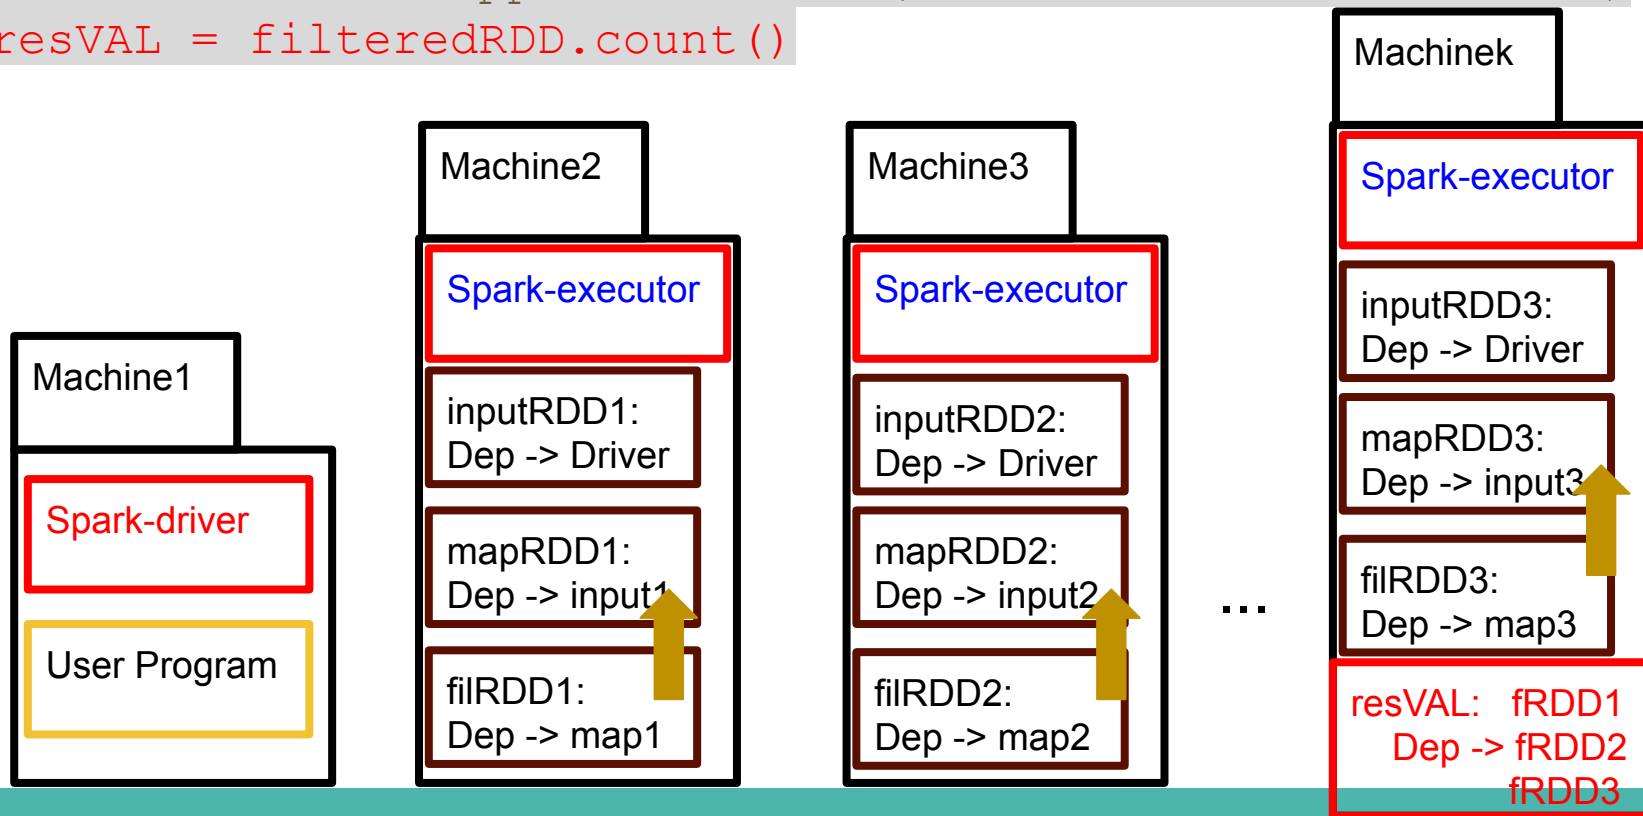 resVAL = filteredRDD.count()
Machine1
Spark-driver
User Program
Machine2
Spark-executor
inputRDD1:
Dep -> Driver
mapRDD1:
Dep -> input1
filRDD1:
Dep -> map1
Machine3
Spark-executor
inputRDD2:
Dep -> Driver
mapRDD2:
Dep -> input2
filRDD2:
Dep -> map2
...
Machinek
Spark-executor
inputRDD3:
Dep -> Driver
mapRDD3:
Dep -> input3
filRDD3:
Dep -> map3
resVAL: fRDD1
Dep -> fRDD2
fRDD3